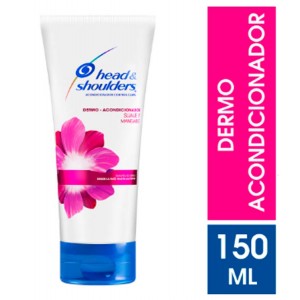 head&
shoulders
DERMO - ACONDICIONADOR
SUAVE Y
MANEJABLE
DERMO
ACONDICIONADOR
150
ML